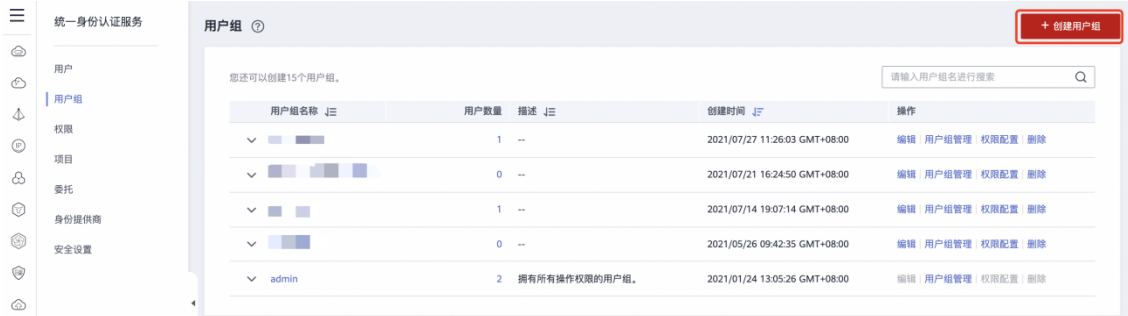 统一身份认证服务
用户
用户组
权限
项目
委托
身份提供商
安全设置
用户组 ?
+ 创建用户组
您还可以创建15个用户组。
请输入用户组名进行搜索
用户组名称 用户数量 描述 创建时间 操作
1 -- 2021/07/27 11:26:03 GMT+08:00 编辑 | 用户组管理 | 权限配置 | 删除
0 -- 2021/07/21 16:24:50 GMT+08:00 编辑 | 用户组管理 | 权限配置 | 删除
1 -- 2021/07/14 19:07:14 GMT+08:00 编辑 | 用户组管理 | 权限配置 | 删除
0 -- 2021/05/26 09:42:35 GMT+08:00 编辑 | 用户组管理 | 权限配置 | 删除
admin 2 拥有所有操作权限的用户组。 2021/01/24 13:05:26 GMT+08:00 编辑 | 用户组管理 | 权限配置 | 删除